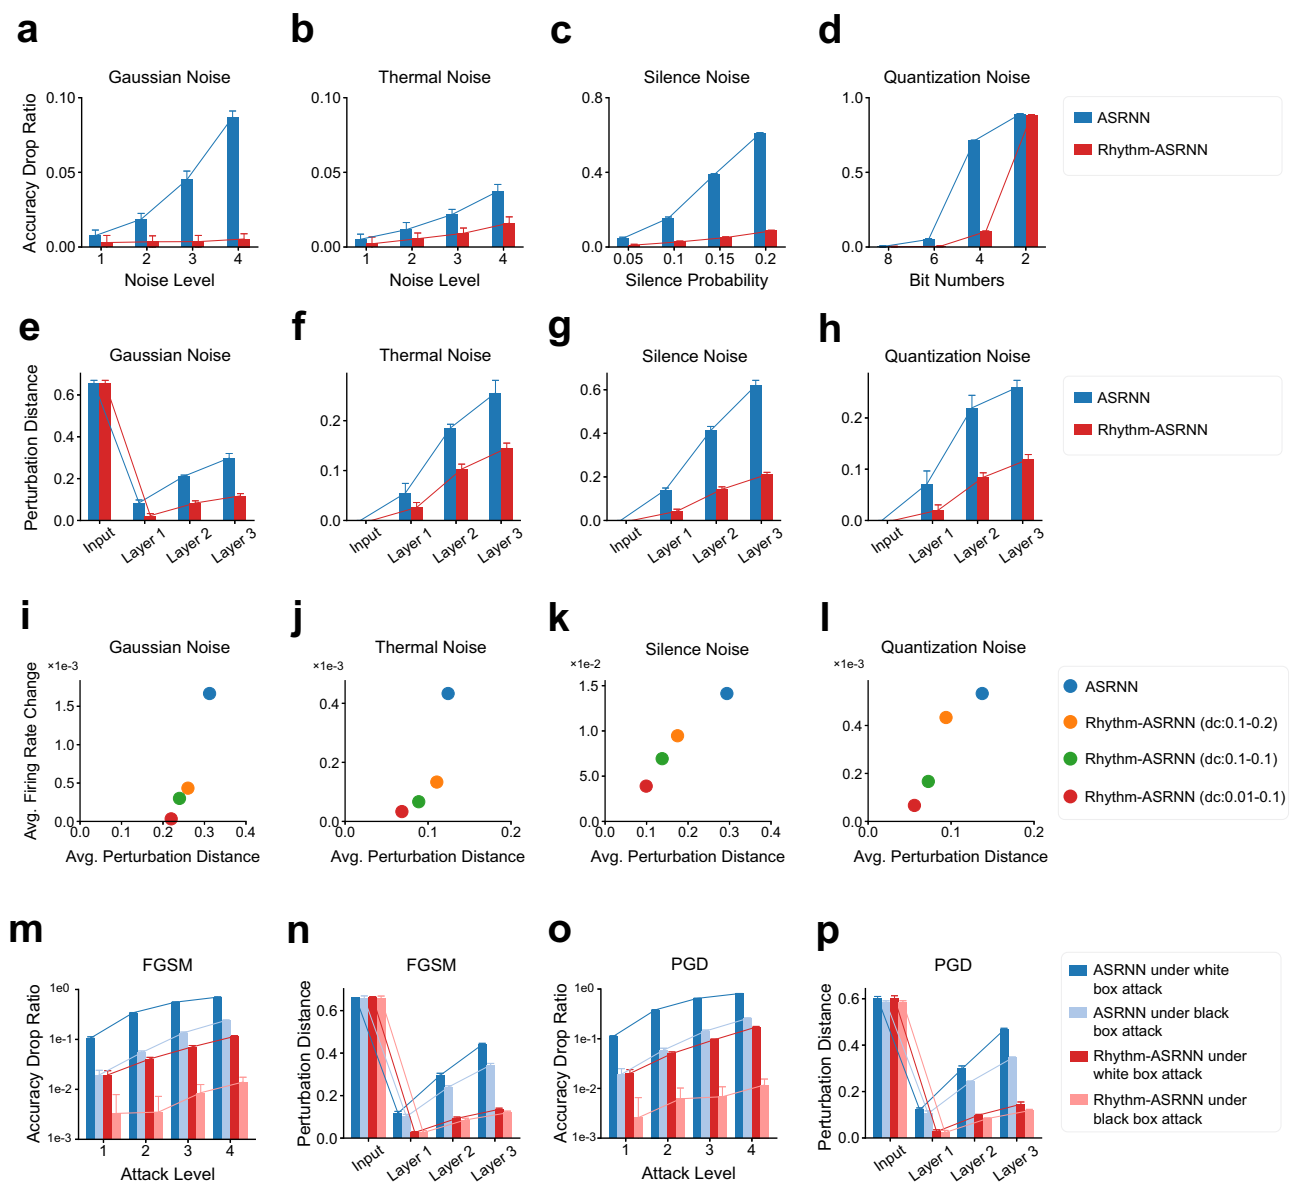 a
b
c
d
Gaussian Noise
Thermal Noise
Silence Noise
Quantization Noise
Accuracy Drop Ratio
0.10
0.05
0.00
1 2 3 4
Noise Level
0.10
0.05
0.00
1 2 3 4
Noise Level
0.8
0.6
0.4
0.2
0.0
0.05 0.1 0.15 0.2
Silence Probability
1.0
0.5
0.0
8 6 4 2
Bit Numbers
ASRNN
Rhythm-ASRNN
e
f
g
h
Gaussian Noise
Thermal Noise
Silence Noise
Quantization Noise
Perturbation Distance
0.6
0.4
0.2
0.0
Input Layer 1 Layer 2 Layer 3
0.2
0.1
0.0
Input Layer 1 Layer 2 Layer 3
0.6
0.4
0.2
0.0
Input Layer 1 Layer 2 Layer 3
0.2
0.1
0.0
Input Layer 1 Layer 2 Layer 3
ASRNN
Rhythm-ASRNN
i
j
k
l
Gaussian Noise
Thermal Noise
Silence Noise
Quantization Noise
Avg. Firing Rate Change
×1e-3
1.5
1.0
0.5
0.0
0.0 0.1 0.2 0.3 0.4
Avg. Perturbation Distance
×1e-3
0.4
0.2
0.0
0.0 0.1 0.2
Avg. Perturbation Distance
×1e-2
1.5
1.0
5.0
0.0
0.0 0.1 0.2 0.3 0.4
Avg. Perturbation Distance
×1e-3
0.4
0.2
0.0
0.0 0.1 0.2
Avg. Perturbation Distance
ASRNN
Rhythm-ASRNN (dc:0.1-0.2)
Rhythm-ASRNN (dc:0.1-0.1)
Rhythm-ASRNN (dc:0.01-0.1)
m
n
o
p
FGSM
FGSM
PGD
PGD
Accuracy Drop Ratio
1e0
1e-1
1e-2
1e-3
1 2 3 4
Attack Level
Perturbation Distance
0.6
0.4
0.2
0.0
Input Layer 1 Layer 2 Layer 3
Accuracy Drop Ratio
1e0
1e-1
1e-2
1e-3
1 2 3 4
Attack Level
Perturbation Distance
0.6
0.4
0.2
0.0
Input Layer 1 Layer 2 Layer 3
ASRNN under white
box attack
ASRNN under black
box attack
Rhythm-ASRNN under
white box attack
Rhythm-ASRNN under
black box attack